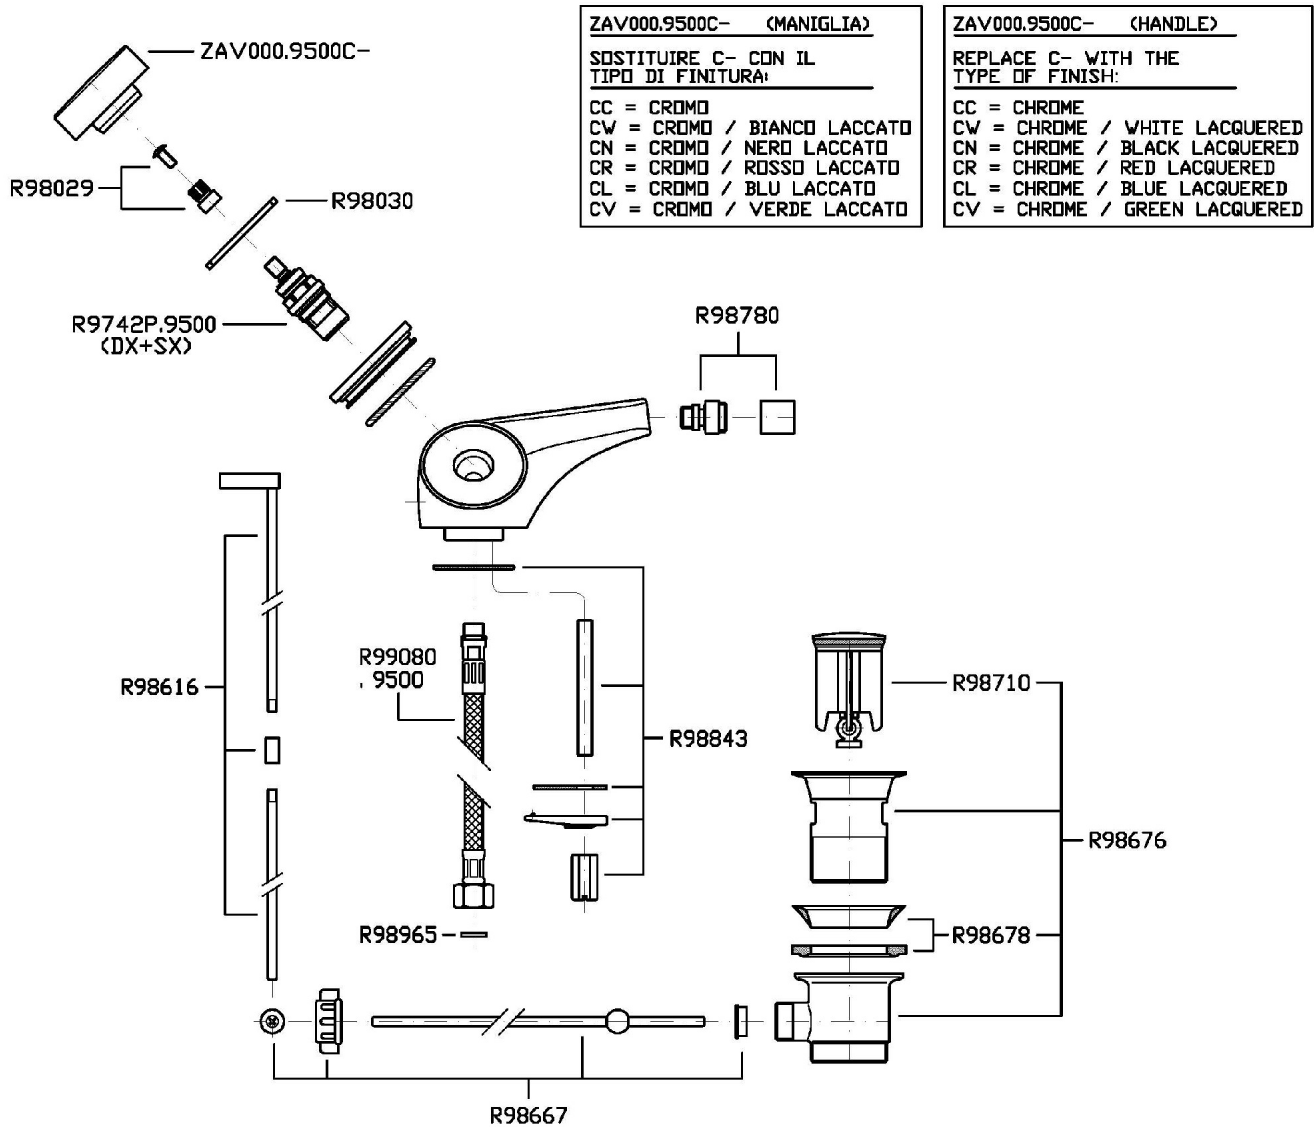 ZAV000.9500C- (MANIGLIA)
SOSTITUIRE C- CON IL
TIPO DI FINITURA:
CC = CROMO
CW = CROMO / BIANCO LACCATO
CN = CROMO / NERO LACCATO
CR = CROMO / ROSSO LACCATO
CL = CROMO / BLU LACCATO
CV = CROMO / VERDE LACCATO
ZAV000.9500C- (HANDLE)
REPLACE C- WITH THE
TYPE OF FINISH:
CC = CHROME
CW = CHROME / WHITE LACQUERED
CN = CHROME / BLACK LACQUERED
CR = CHROME / RED LACQUERED
CL = CHROME / BLUE LACQUERED
CV = CHROME / GREEN LACQUERED
ZAV000.9500C-
R98029
R98030
R9742P.9500
(DX+SX)
R98780
R99080
.9500
R98616
R98843
R98710
R98676
R98965
R98678
R98667